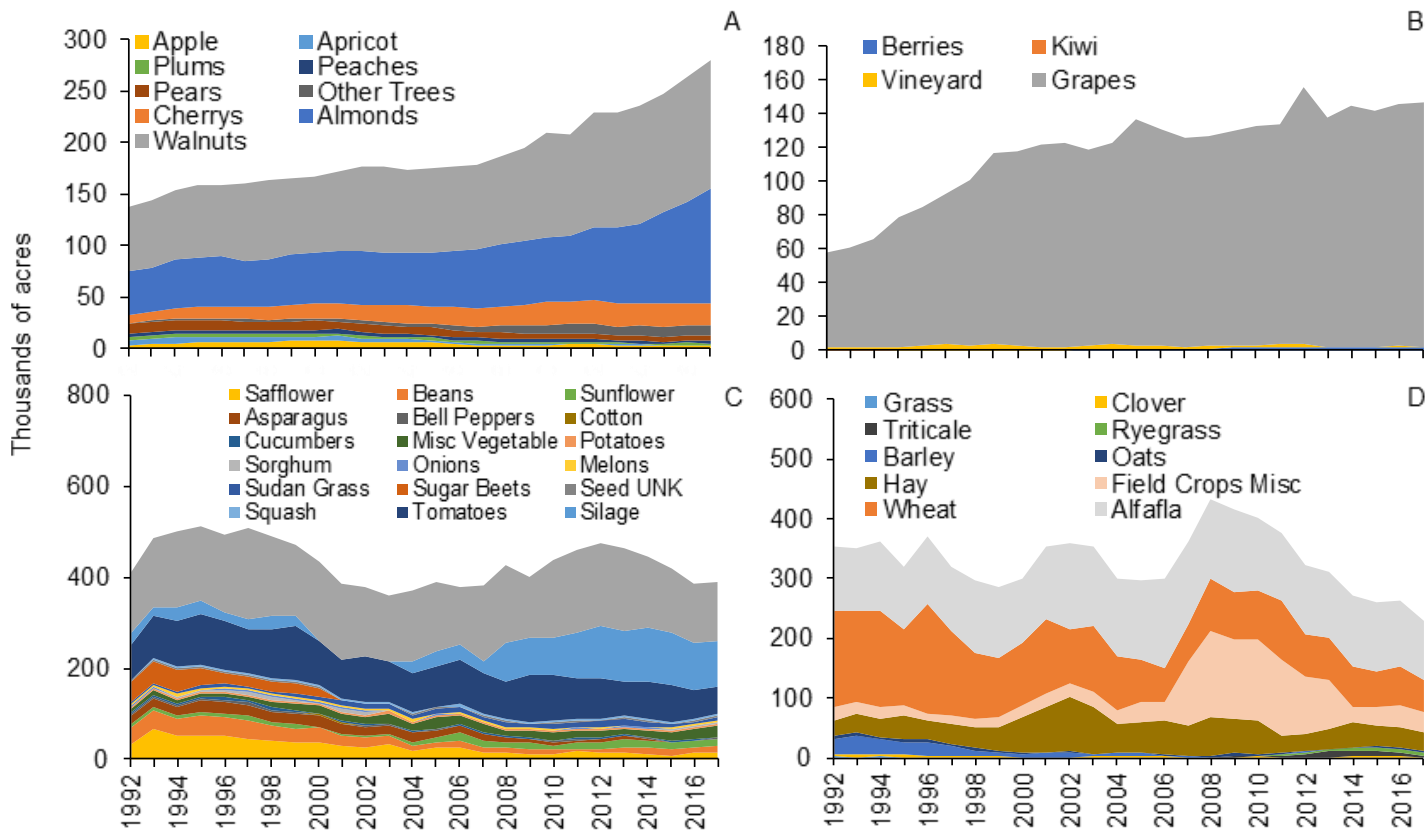 A
B
Thousands of acres
300
250
200
150
100
50
0
Apple Apricot
Plums Peaches
Pears Other Trees
Cherrys Almonds
Walnuts
180
160
140
120
100
80
60
40
20
0
Berries Kiwi
Vineyard Grapes
C
D
800
600
400
200
0
Safflower Beans Sunflower
Asparagus Bell Peppers Cotton
Cucumbers Misc Vegetable Potatoes
Sorghum Onions Melons
Sudan Grass Sugar Beets Seed UNK
Squash Tomatoes Silage
1992 1994 1996 1998 2000 2002 2004 2006 2008 2010 2012 2014 2016
600
500
400
300
200
100
0
Grass Clover
Triticale Ryegrass
Barley Oats
Hay Field Crops Misc
Wheat Alfafla
1992 1994 1996 1998 2000 2002 2004 2006 2008 2010 2012 2014 2016